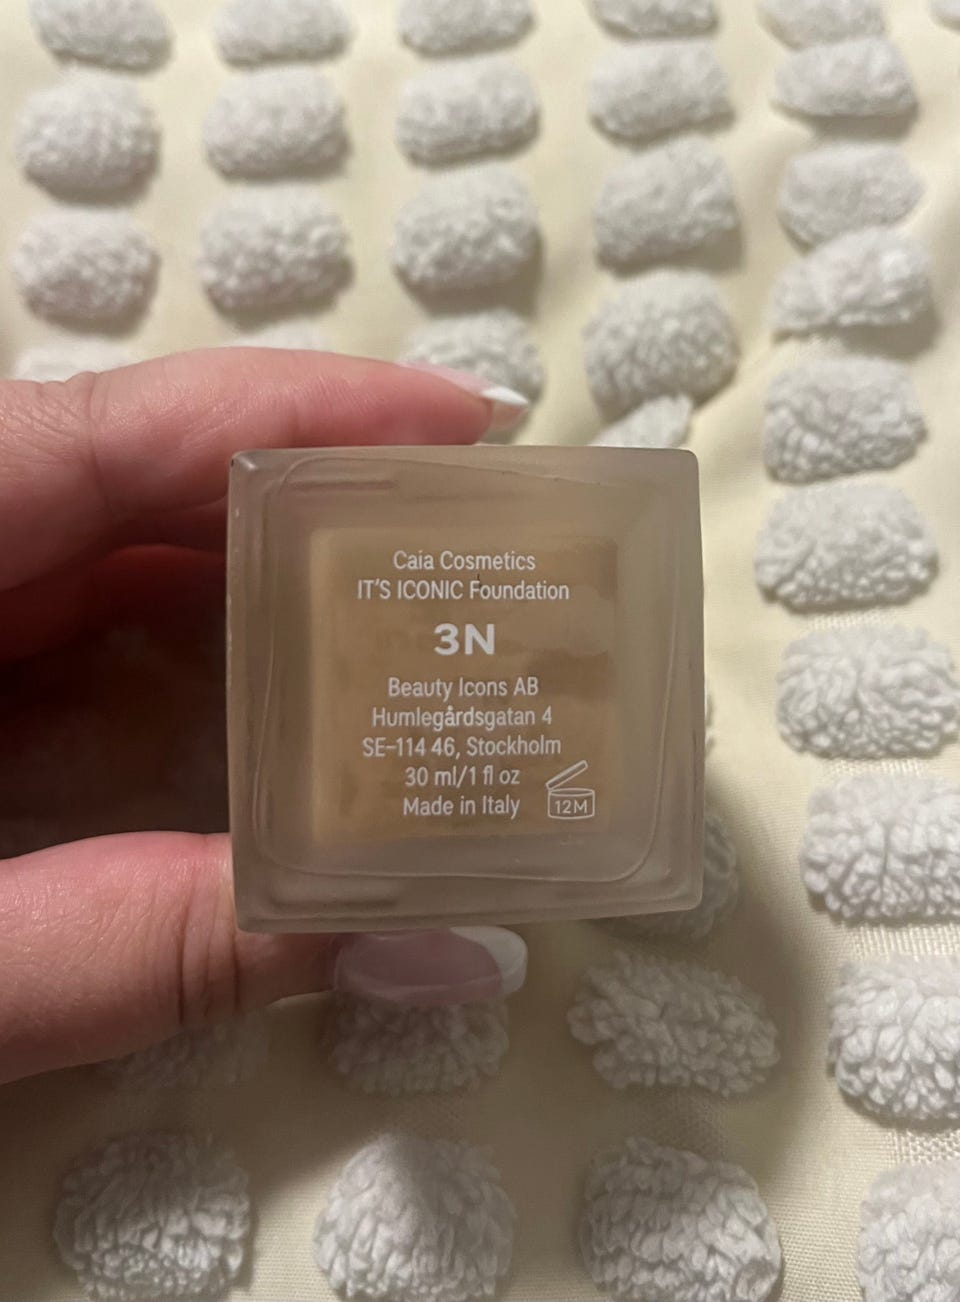 Caia Cosmetics
IT'S ICONIC Foundation
3N
Beauty Icons AB
Humlegårdsgatan 4
SE-114 46, Stockholm
30 ml/1 fl oz
Made in Italy
12M